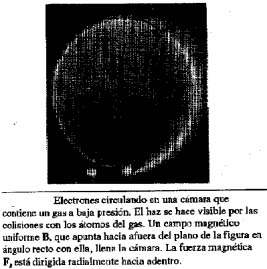 Electrones circulando en una cámara que
contiene un gas a baja presión. El haz se hace visible por las
colisiones con los átomos del gas. Un campo magnético
uniforme B, que apunta hacia afuera del plano de la figura en
ángulo recto con ella, llena la cámara. La fuerza magnética
F, está dirigida radialmente hacia adentro.